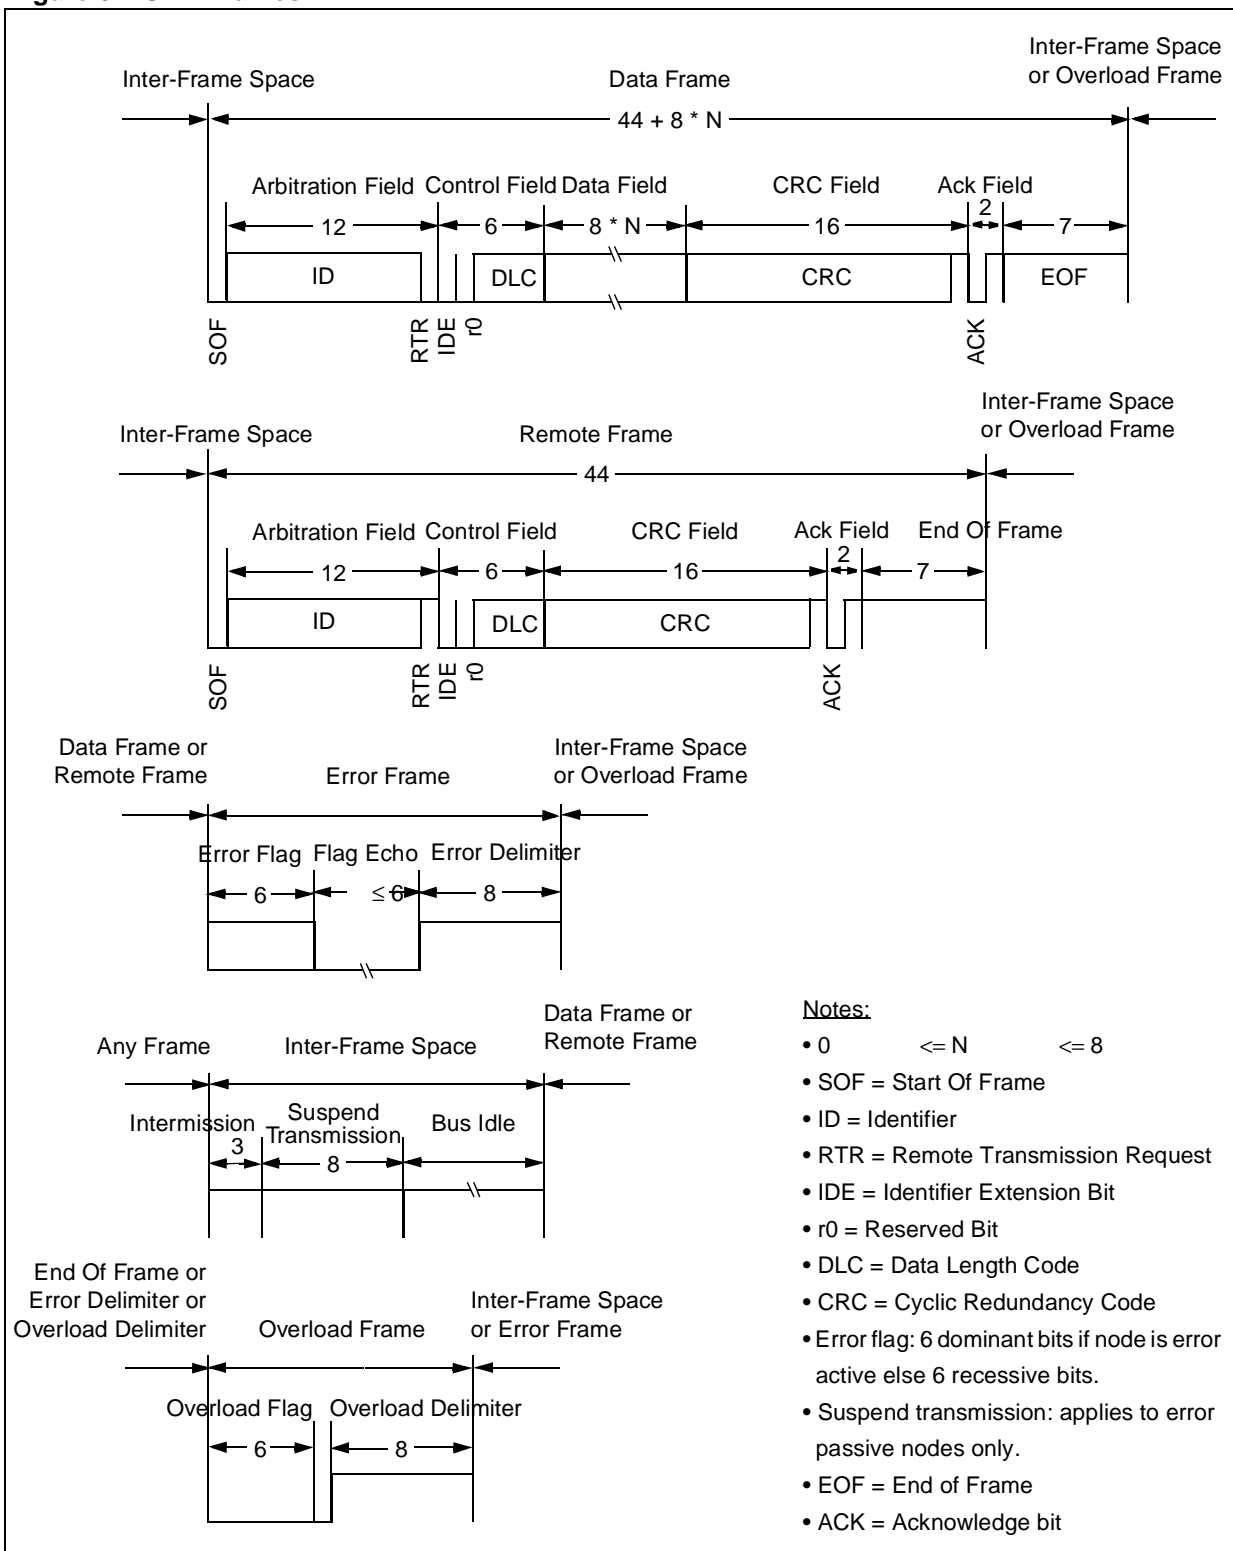 Inter-Frame Space
Data Frame
Inter-Frame Space
or Overload Frame
44 + 8 * N
Arbitration Field
Control Field
Data Field
CRC Field
Ack Field
12
6
8 * N
16
2
7
ID
DLC
CRC
EOF
SOF
RTR
IDE
r0
ACK
Inter-Frame Space
Remote Frame
Inter-Frame Space
or Overload Frame
44
Arbitration Field
Control Field
CRC Field
Ack Field
End Of Frame
12
6
16
2
7
ID
DLC
CRC
SOF
RTR
IDE
r0
ACK
Data Frame or
Remote Frame
Error Frame
Inter-Frame Space
or Overload Frame
Error Flag
Flag Echo
Error Delimiter
6
≤ 6
8
Any Frame
Inter-Frame Space
Data Frame or
Remote Frame
Intermission
Suspend
Transmission
Bus Idle
3
8
End Of Frame or
Error Delimiter or
Overload Delimiter
Overload Frame
Inter-Frame Space
or Error Frame
Overload Flag
Overload Delimiter
6
8
Notes:
• 0 <= N <= 8
• SOF = Start Of Frame
• ID = Identifier
• RTR = Remote Transmission Request
• IDE = Identifier Extension Bit
• r0 = Reserved Bit
• DLC = Data Length Code
• CRC = Cyclic Redundancy Code
• Error flag: 6 dominant bits if node is error
active else 6 recessive bits.
• Suspend transmission: applies to error
passive nodes only.
• EOF = End of Frame
• ACK = Acknowledge bit